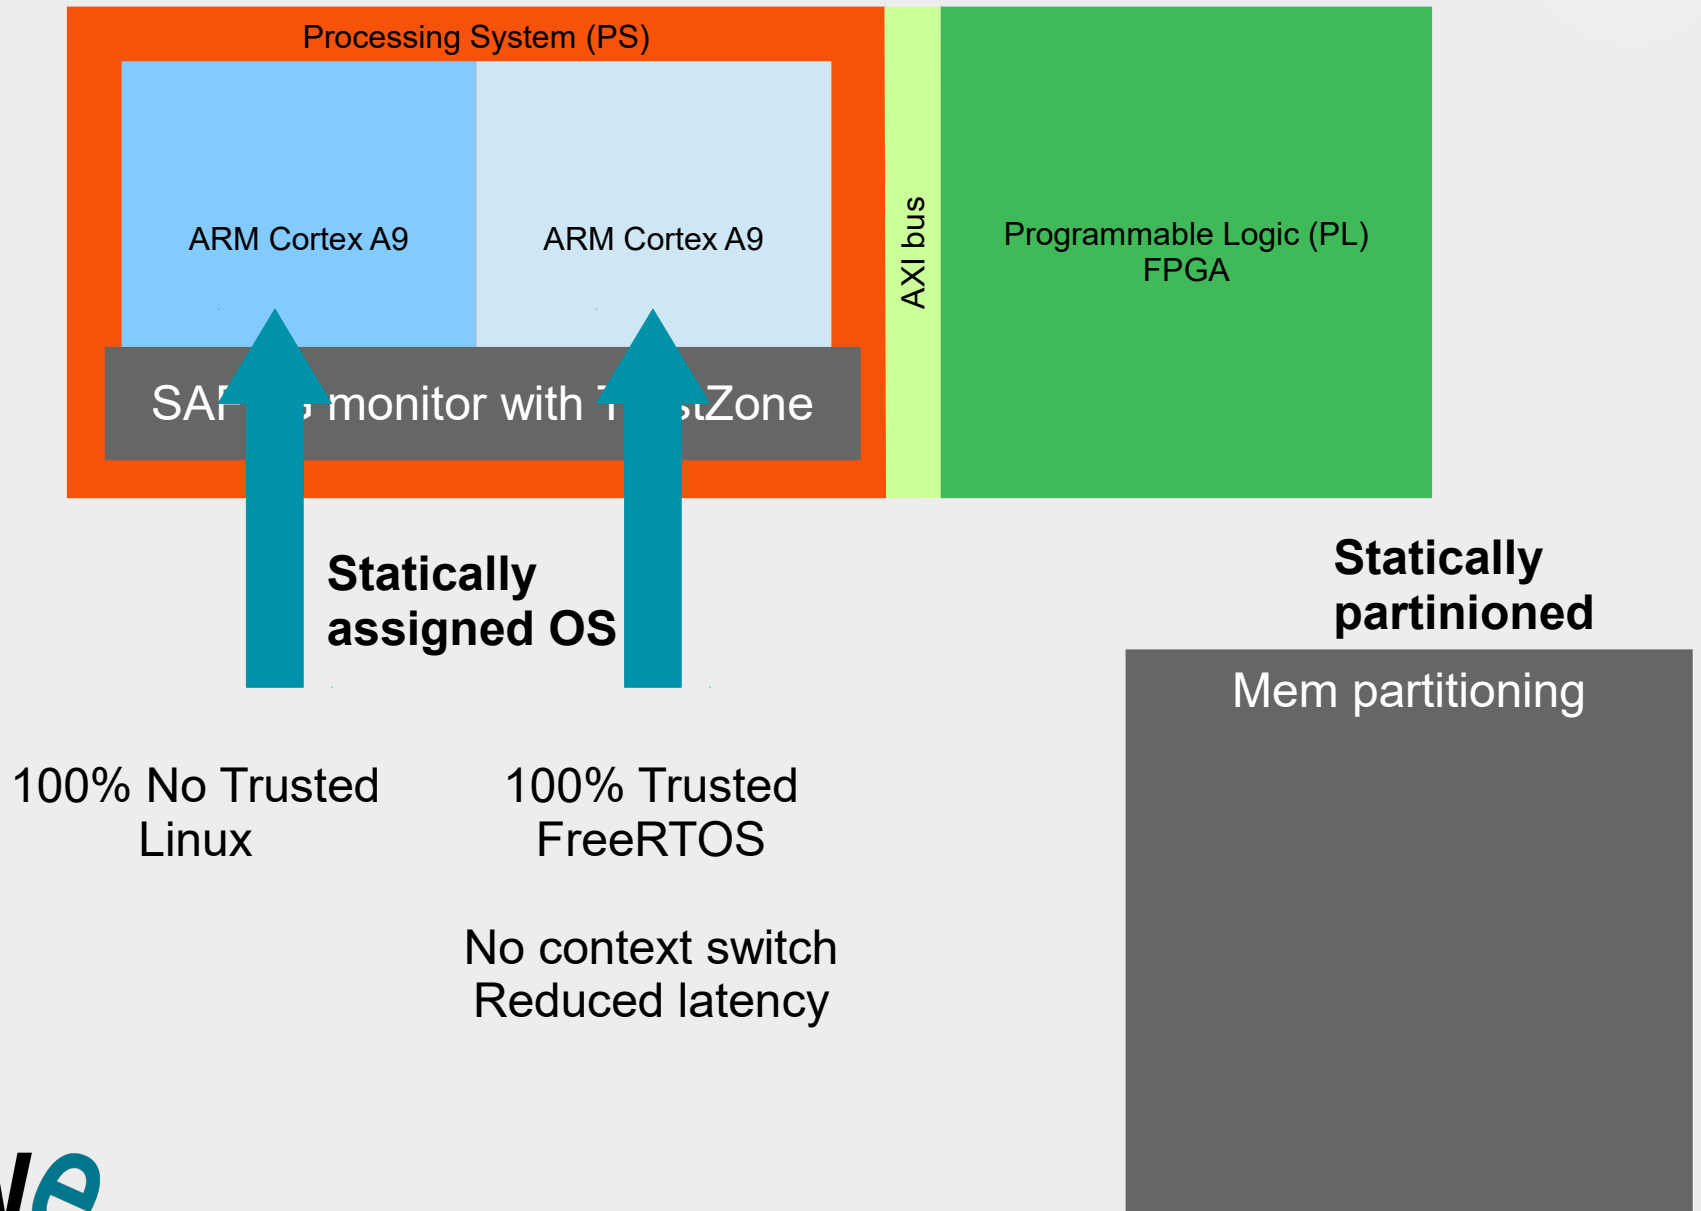 Processing System (PS)
ARM Cortex A9
ARM Cortex A9
AXI bus
Programmable Logic (PL)
FPGA
monitor with
Statically
assigned OS
Statically
partinioned
Mem partitioning
100% No Trusted
Linux
100% Trusted
FreeRTOS
No context switch
Reduced latency